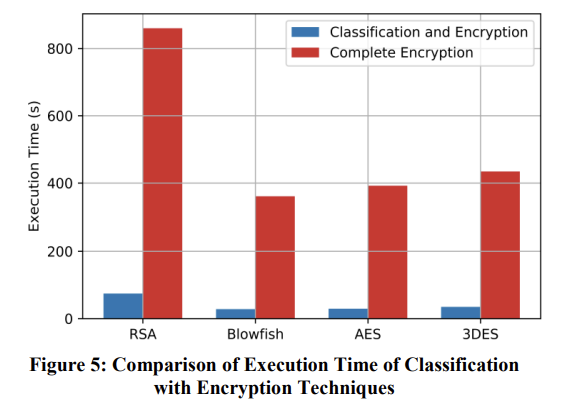 Classification and Encryption
Complete Encryption
Execution Time (s)
800
600
400
200
0
RSA Blowfish AES 3DES
Figure 5: Comparison of Execution Time of Classification
with Encryption Techniques